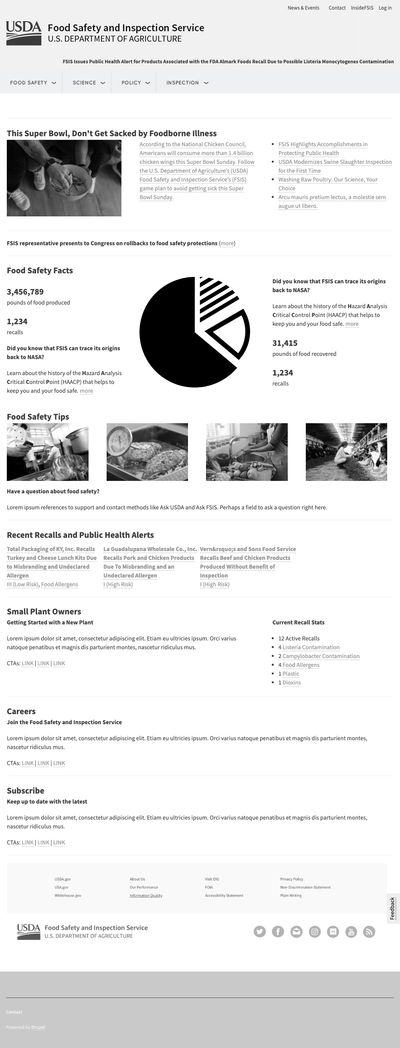 News & Events Contact InsideFSIS Log in
USDA Food Safety and Inspection Service
U.S. DEPARTMENT OF AGRICULTURE
FSIS Issues Public Health Alert for Products Associated with the FDA Almark Foods Recall Due to Possible Listeria Monocytogenes Contamination
FOOD SAFETY SCIENCE POLICY INSPECTION
This Super Bowl, Don't Get Sacked by Foodborne Illness
According to the National Chicken Council,
Americans will consume more than 1.4 billion
chicken wings this Super Bowl Sunday. Follow
the U.S. Department of Agriculture's (USDA)
Food Safety and Inspection Service's (FSIS)
game plan to avoid getting sick this Super
Bowl Sunday.
• FSIS Highlights Accomplishments in
Protecting Public Health
• USDA Modernizes Swine Slaughter Inspection
for the First Time
• Washing Raw Poultry: Our Science, Your
Choice
• Arcu mauris pretium lectus, a molestie sem
augue ut libero.
FSIS representative presents to Congress on rollbacks to food safety protections (more)
Food Safety Facts
3,456,789
pounds of food produced
1,234
recalls
Did you know that FSIS can trace its origins
back to NASA?
Learn about the history of the Hazard Analysis
Critical Control Point (HAACP) that helps to
keep you and your food safe. more
Did you know that FSIS can trace its origins
back to NASA?
Learn about the history of the Hazard Analysis
Critical Control Point (HAACP) that helps to
keep you and your food safe. more
31,415
pounds of food recovered
1,234
recalls
Food Safety Tips
Have a question about food safety?
Lorem ipsum references to support and contact methods like Ask USDA and Ask FSIS. Perhaps a field to ask a question right here.
Recent Recalls and Public Health Alerts
Total Packaging of KY, Inc. Recalls
Turkey and Cheese Lunch Kits Due
to Misbranding and Undeclared
Allergen
III (Low Risk), Food Allergens
La Guadalupana Wholesale Co., Inc.
Recalls Pork and Chicken Products
Due To Misbranding and an
Undeclared Allergen
I (High Risk)
Vern&rsquo;s and Sons Food Service
Recalls Beef and Chicken Products
Produced Without Benefit of
Inspection
I (High Risk)
Small Plant Owners
Getting Started with a New Plant
Lorem ipsum dolor sit amet, consectetur adipiscing elit. Etiam eu ultricies ipsum. Orci varius
natoque penatibus et magnis dis parturient montes, nascetur ridiculus mus.
CTAs: LINK | LINK | LINK
Current Recall Stats
• 12 Active Recalls
• 4 Listeria Contamination
• 2 Campylobacter Contamination
• 4 Food Allergens
• 1 Plastic
• 1 Dioxins
Careers
Join the Food Safety and Inspection Service
Lorem ipsum dolor sit amet, consectetur adipiscing elit. Etiam eu ultricies ipsum. Orci varius natoque penatibus et magnis dis parturient montes,
nascetur ridiculus mus.
CTAs: LINK | LINK | LINK
Subscribe
Keep up to date with the latest
Lorem ipsum dolor sit amet, consectetur adipiscing elit. Etiam eu ultricies ipsum. Orci varius natoque penatibus et magnis dis parturient montes,
nascetur ridiculus mus.
CTAs: LINK | LINK | LINK
USDA.gov About Us Visit OIG Privacy Policy
USA.gov Our Performance FOIA Non-Discrimination Statement
Whitehouse.gov Information Quality Accessibility Statement Plain Writing
Feedback
USDA Food Safety and Inspection Service
U.S. DEPARTMENT OF AGRICULTURE
Contact
Powered by Drupal